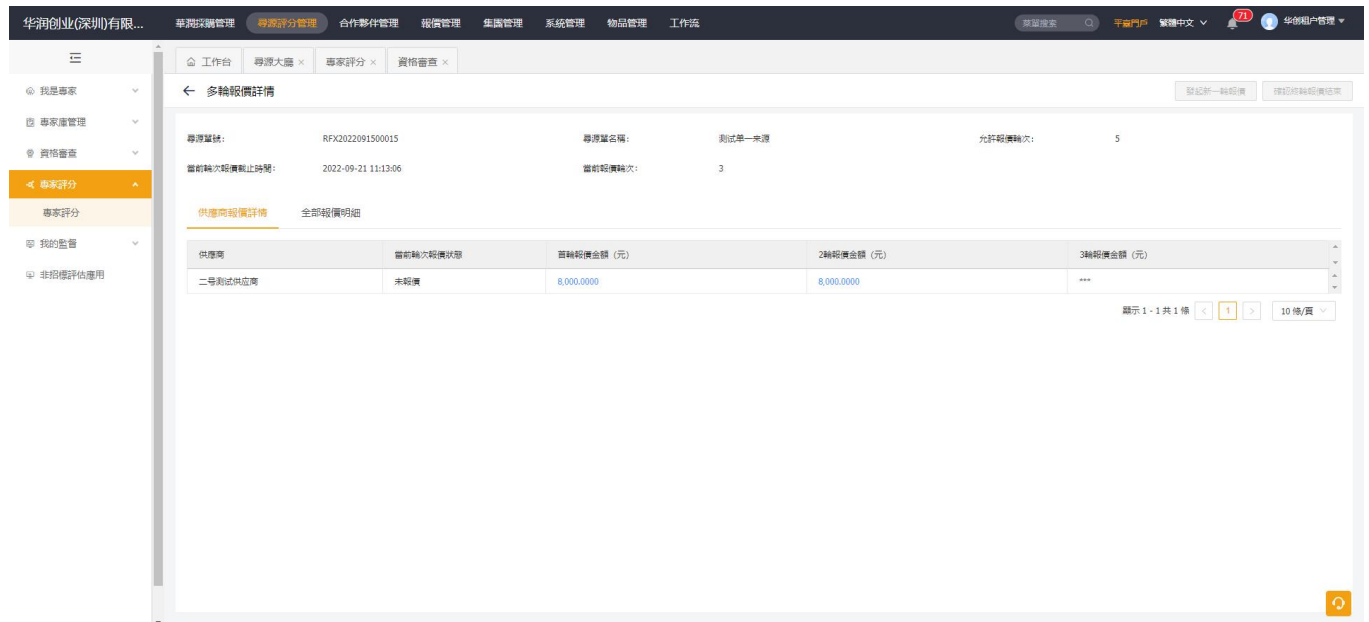 华润创业(深圳)有限... 華潤採購管理 尋源評分管理 合作夥伴管理 報價管理 集團管理 系統管理 物品管理 工作流 菜單搜索 平臺門戶 繁體中文 71 华创租户管理
工作台 尋源大廳 × 專家評分 × 資格審查 ×
我是專家
專家庫管理
資格審查
專家評分
專家評分
我的監督
非招標評估應用
← 多輪報價詳情 發起新一輪報價 確認終輪報價結束
尋源單號: RFX2022091500015 尋源單名稱: 测试单一来源 允許報價輪次: 5
當前輪次報價截止時間: 2022-09-21 11:13:06 當前報價輪次: 3
供應商報價詳情 全部報價明細
供應商 當前輪次報價狀態 首輪報價金額（元） 2輪報價金額（元） 3輪報價金額（元）
二号测试供应商 未報價 8,000.0000 8,000.0000 ***
顯示 1 - 1 共 1 條 < 1 > 10 條/頁